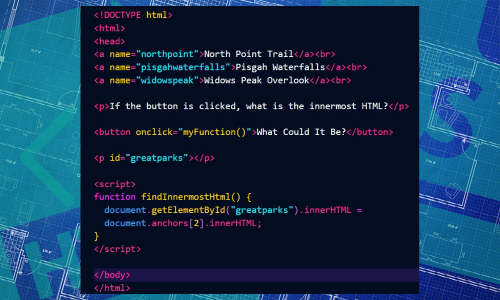 <!DOCTYPE html>
<html>
<head>
<a name="northpoint">North Point Trail</a><br>
<a name="pisgahwaterfalls">Pisgah Waterfalls</a><br>
<a name="widowspeak">Widows Peak Overlook</a><br>
<p>If the button is clicked, what is the innermost HTML?</p>
<button onclick="myFunction()">What Could It Be?</button>
<p id="greatparks"></p>
<script>
function findInnermostHtml() {
document.getElementById("greatparks").innerHTML =
document.anchors[2].innerHTML;
}
</script>
</body>
</html>